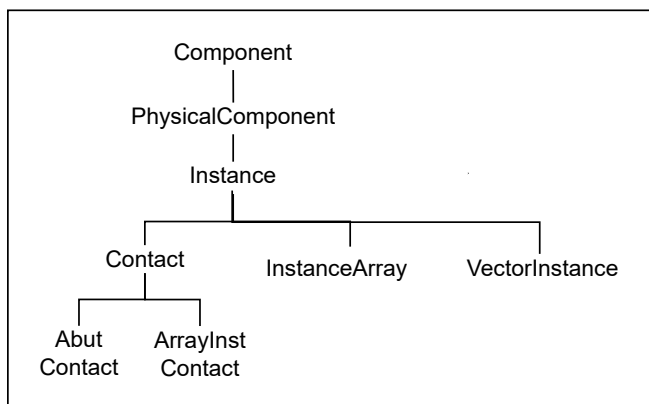 Component
PhysicalComponent
Instance
Contact
InstanceArray
VectorInstance
Abut
Contact
ArrayInst
Contact